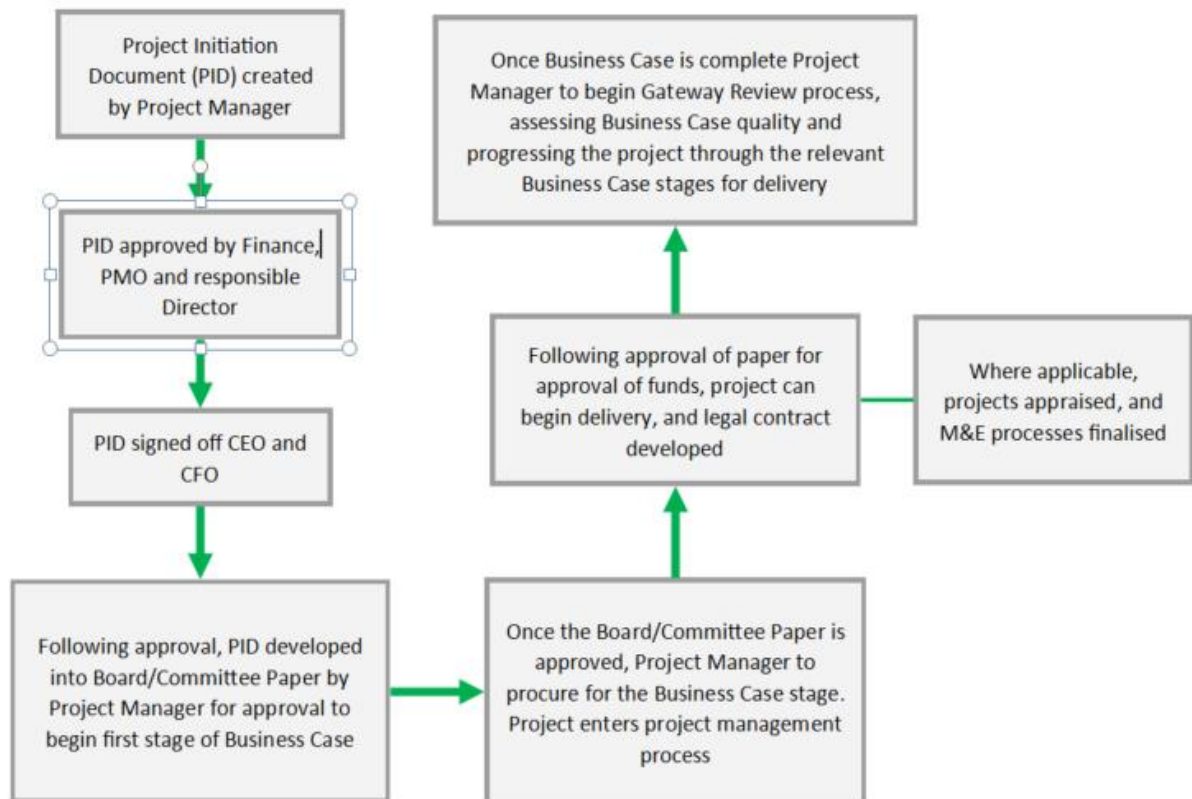 Project Initiation
Document (PID) created
by Project Manager
PID approved by Finance,
PMO and responsible
Director
PID signed off CEO and
CFO
Following approval, PID developed
into Board/Committee Paper by
Project Manager for approval to
begin first stage of Business Case
Once the Board/Committee Paper is
approved, Project Manager to
procure for the Business Case stage.
Project enters project management
process
Following approval of paper for
approval of funds, project can
begin delivery, and legal contract
developed
Where applicable,
projects appraised, and
M&E processes finalised
Once Business Case is complete Project
Manager to begin Gateway Review process,
assessing Business Case quality and
progressing the project through the relevant
Business Case stages for delivery